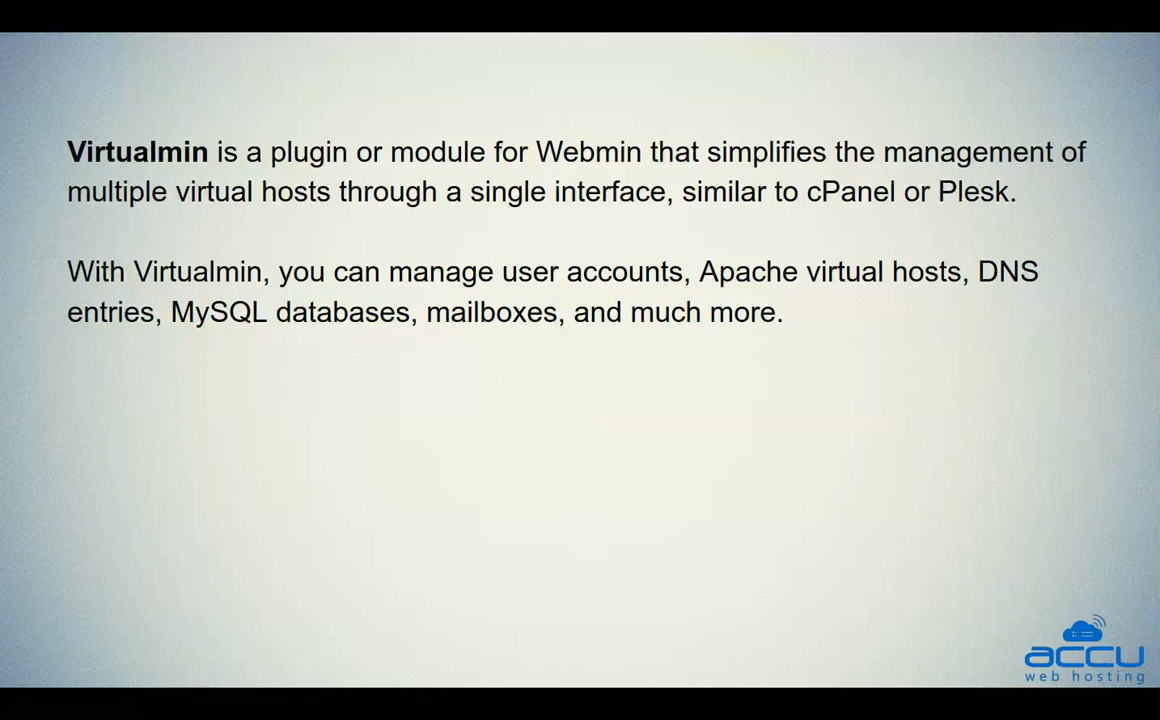 Virtualmin is a plugin or module for Webmin that simplifies the management of
multiple virtual hosts through a single interface, similar to cPanel or Plesk.
With Virtualmin, you can manage user accounts, Apache virtual hosts, DNS
entries, MySQL databases, mailboxes, and much more.
accu
web hosting